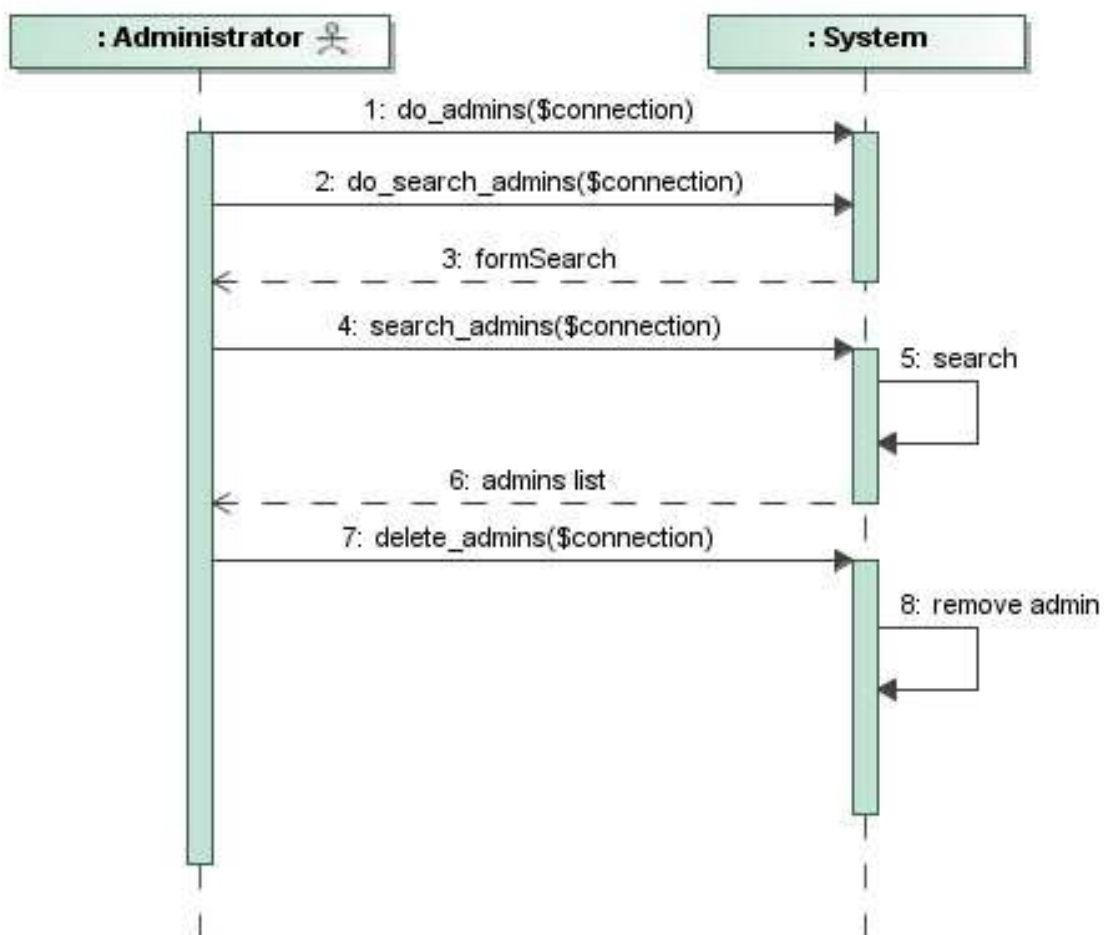 : Administrator
: System
1: do_admins($connection)
2: do_search_admins($connection)
3: formSearch
4: search_admins($connection)
5: search
6: admins list
7: delete_admins($connection)
8: remove admin